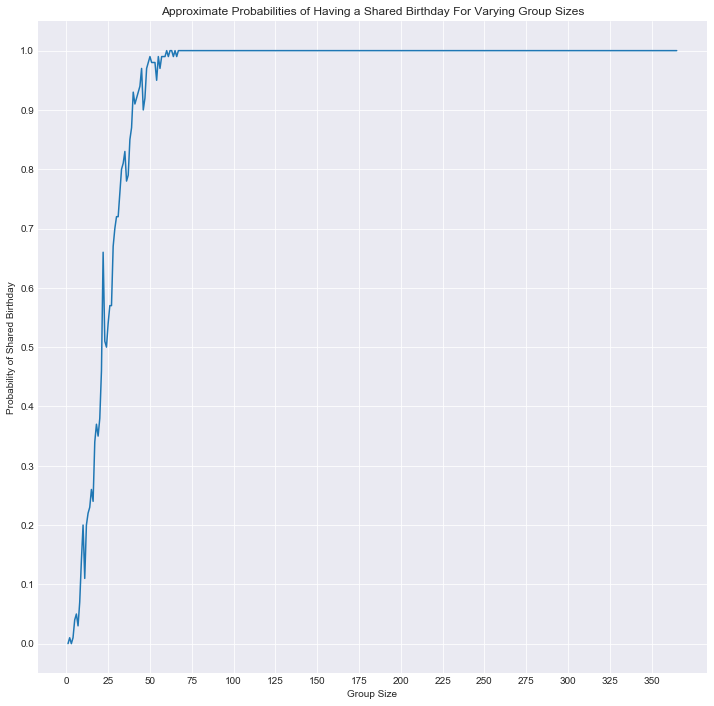 Approximate Probabilities of Having a Shared Birthday For Varying Group Sizes
1.0
0.9
0.8
0.7
0.6
0.5
0.4
0.3
0.2
0.1
0.0
Probability of Shared Birthday
0 25 50 75 100 125 150 175 200 225 250 275 300 325 350
Group Size